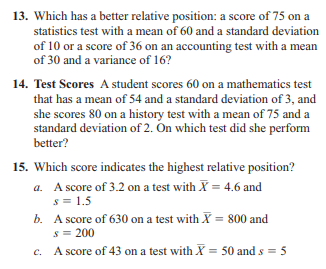 13. Which has a better relative position: a score of 75 on a
statistics test with a mean of 60 and a standard deviation
of 10 or a score of 36 on an accounting test with a mean
of 30 and a variance of 16?
14. Test Scores A student scores 60 on a mathematics test
that has a mean of 54 and a standard deviation of 3, and
she scores 80 on a history test with a mean of 75 and a
standard deviation of 2. On which test did she perform
better?
15. Which score indicates the highest relative position?
a. A score of 3.2 on a test with X̅ = 4.6 and
s = 1.5
b. A score of 630 on a test with X̅ = 800 and
s = 200
c. A score of 43 on a test with X̅ = 50 and s = 5